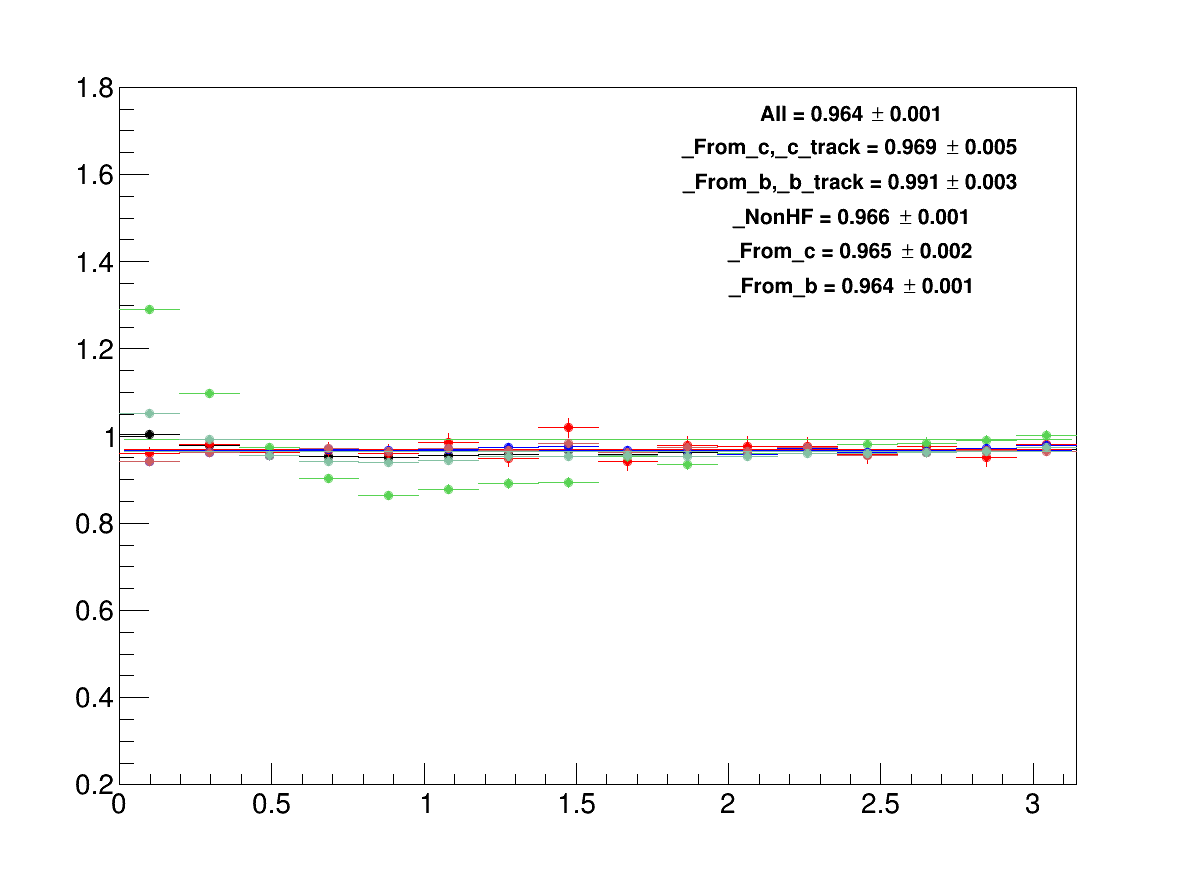 1.8
All = 0.964 ± 0.001
_From_c,_c_track = 0.969 ± 0.005
1.6
_From_b,_b_track = 0.991 ± 0.003
_NonHF = 0.966 ± 0.001
_From_c = 0.965 ± 0.002
1.4
_From_b = 0.964 ± 0.001
1.2
1
0.8
0.6
0.4
0.2
0 0.5 1 1.5 2 2.5 3